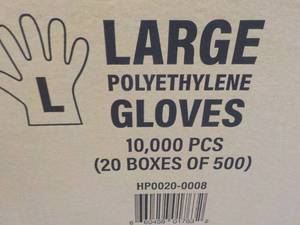 L
LARGE
POLYETHYLENE
GLOVES
10,000 PCS
(20 BOXES OF 500)
HP0020-0008